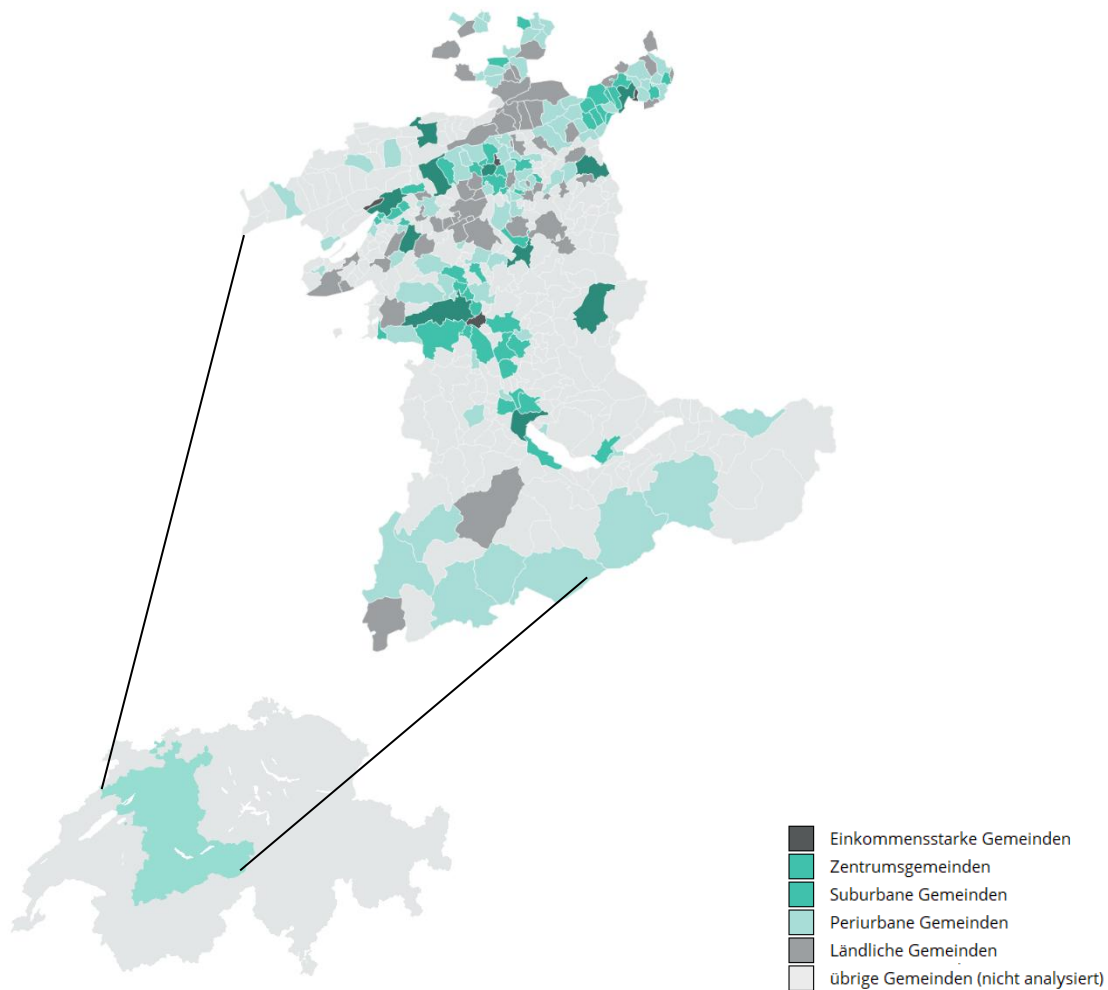 Einkommensstarke Gemeinden
Zentrumsgemeinden
Suburbane Gemeinden
Periurbane Gemeinden
Ländliche Gemeinden
übrige Gemeinden (nicht analysiert)